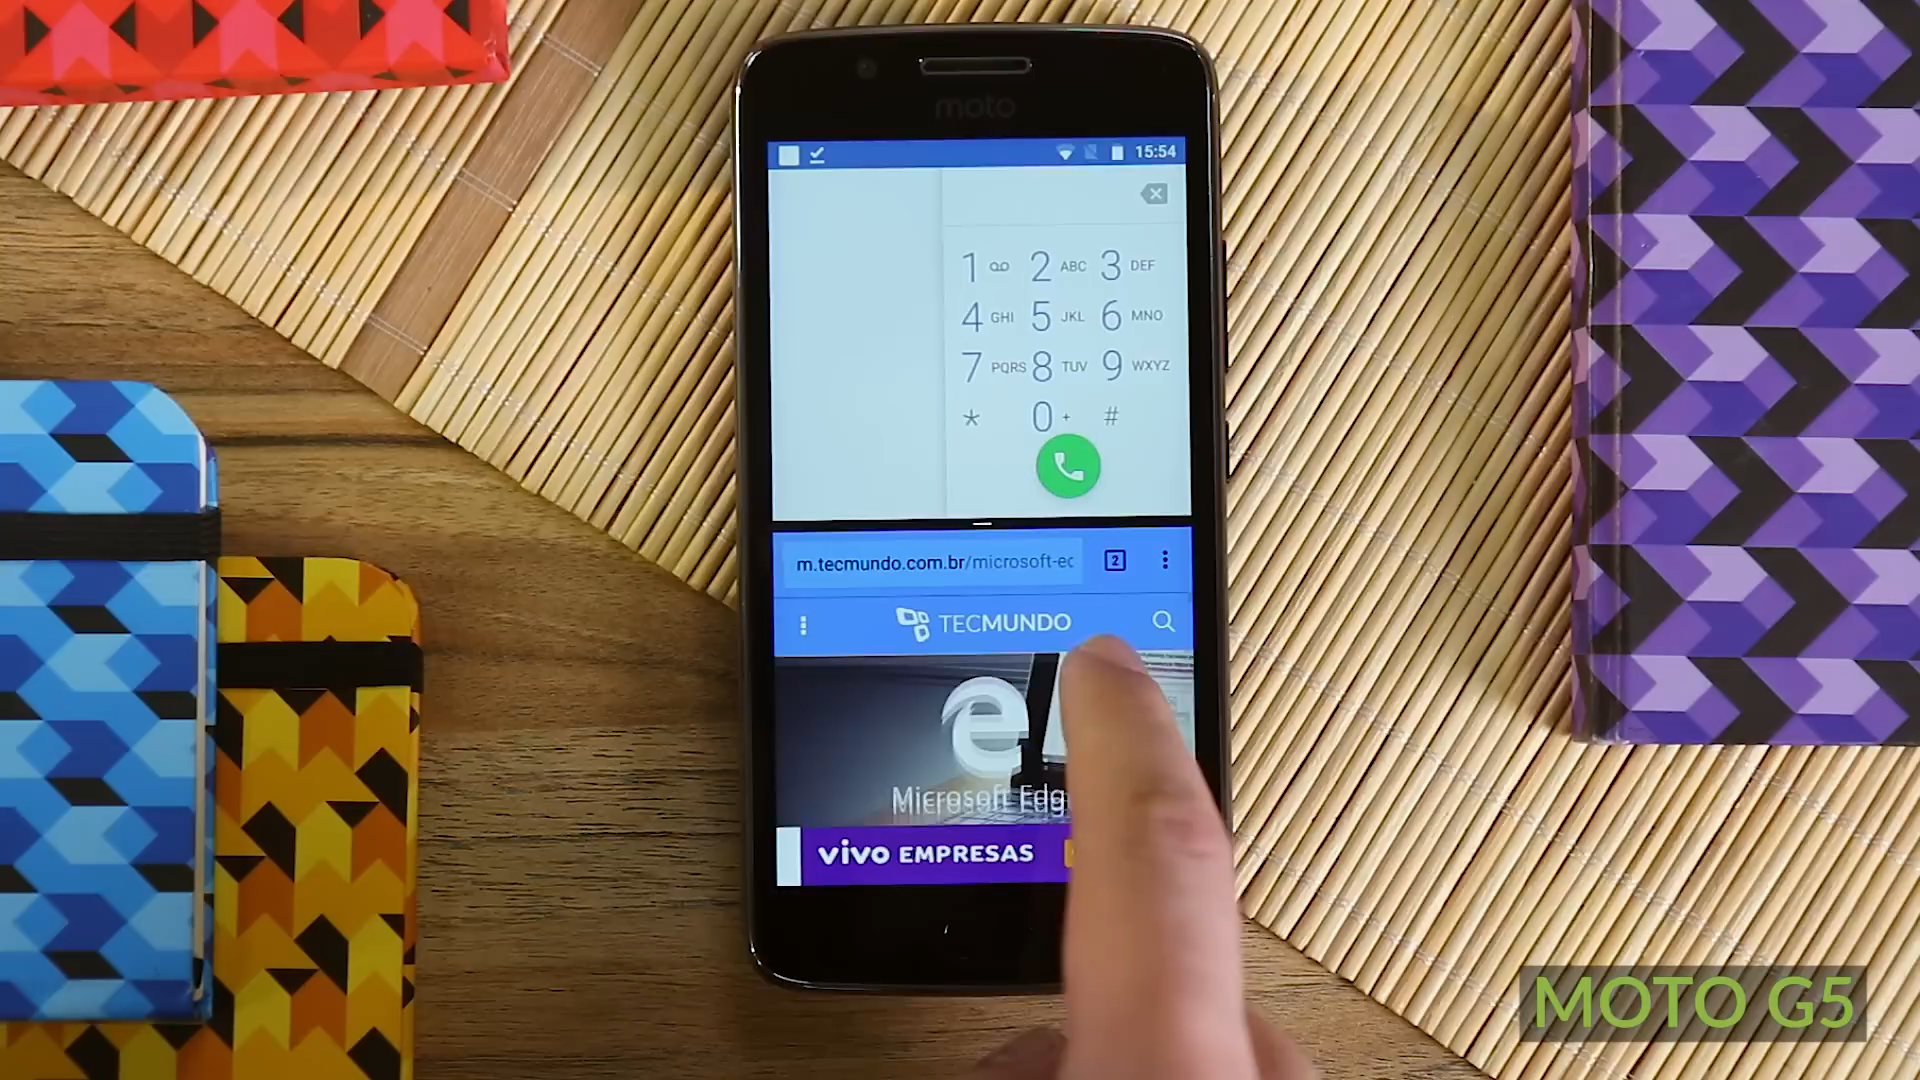 moto
15:54
1 2 ABC 3 DEF
4 GHI 5 JKL 6 MNO
7 PQRS 8 TUV 9 WXYZ
* 0 + #
m.tecmundo.com.br/microsoft-ec
2
TECMUNDO
Microsoft Edg
vivo EMPRESAS
MOTO G5